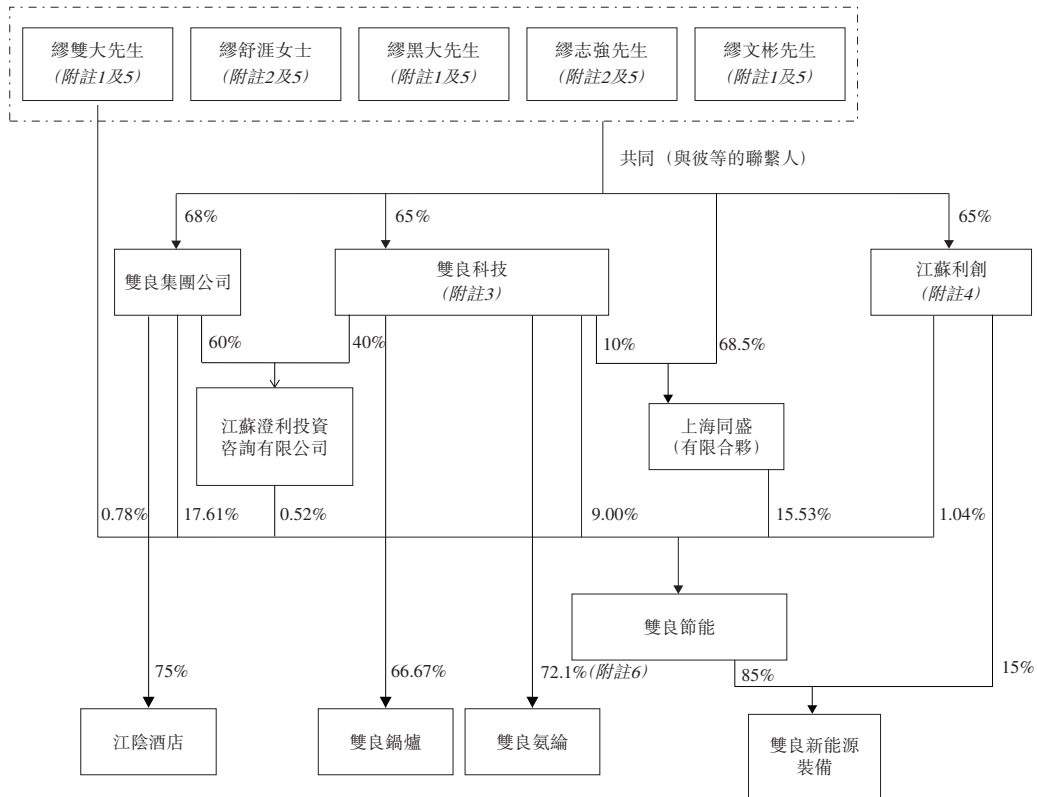 繆雙大先生
(附註1及5)
繆舒涯女士
(附註2及5)
繆黑大先生
(附註1及5)
繆志強先生
(附註2及5)
繆文彬先生
(附註1及5)
共同（與彼等的聯繫人）
68%
65%
65%
雙良集團公司
雙良科技
(附註3)
江蘇利創
(附註4)
60%
40%
10%
68.5%
江蘇澄利投資
咨詢有限公司
上海同盛
（有限合夥）
0.78%
17.61%
0.52%
9.00%
15.53%
1.04%
雙良節能
75%
66.67%
72.1%(附註6)
85%
15%
江陰酒店
雙良鍋爐
雙良氨綸
雙良新能源
裝備